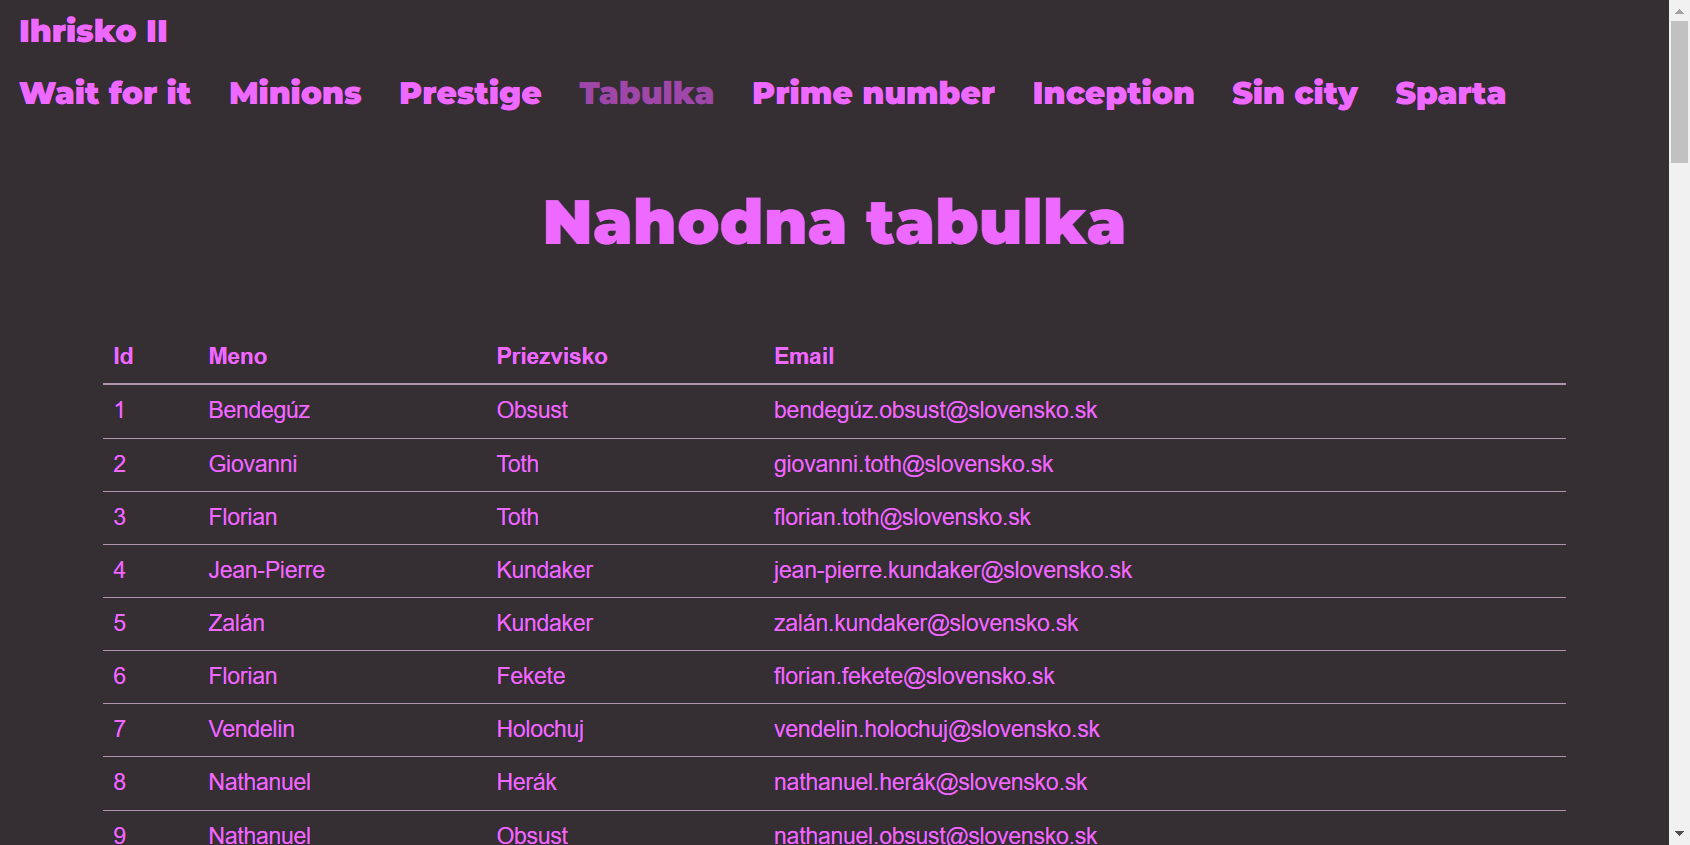 Ihrisko II
Wait for it Minions Prestige Tabulka Prime number Inception Sin city Sparta
Nahodna tabulka
Id Meno Priezvisko Email
1 Bendegúz Obsust bendegúz.obsust@slovensko.sk
2 Giovanni Toth giovanni.toth@slovensko.sk
3 Florian Toth florian.toth@slovensko.sk
4 Jean-Pierre Kundaker jean-pierre.kundaker@slovensko.sk
5 Zalán Kundaker zalán.kundaker@slovensko.sk
6 Florian Fekete florian.fekete@slovensko.sk
7 Vendelin Holochuj vendelin.holochuj@slovensko.sk
8 Nathanuel Herák nathanuel.herák@slovensko.sk
9 Nathanuel Obsust nathanuel.obsust@slovensko.sk